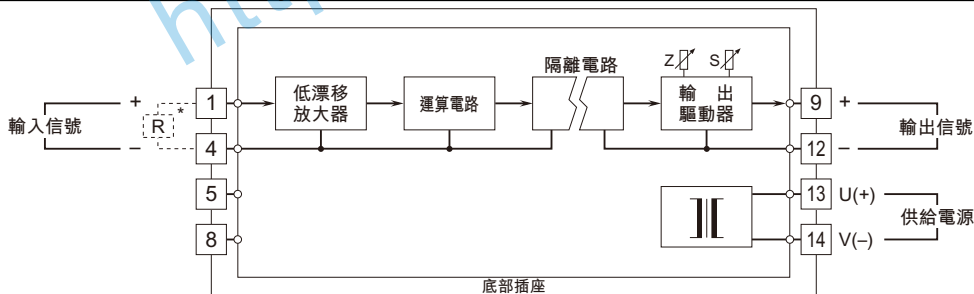 隔離電路
Z
S
1
低漂移
放大器
運算電路
輸 出
驅動器
9
+
+
*
R
輸入信號
輸出信號
–
4
12
–
5
13
U(+)
供給電源
8
14
V(–)
底部插座